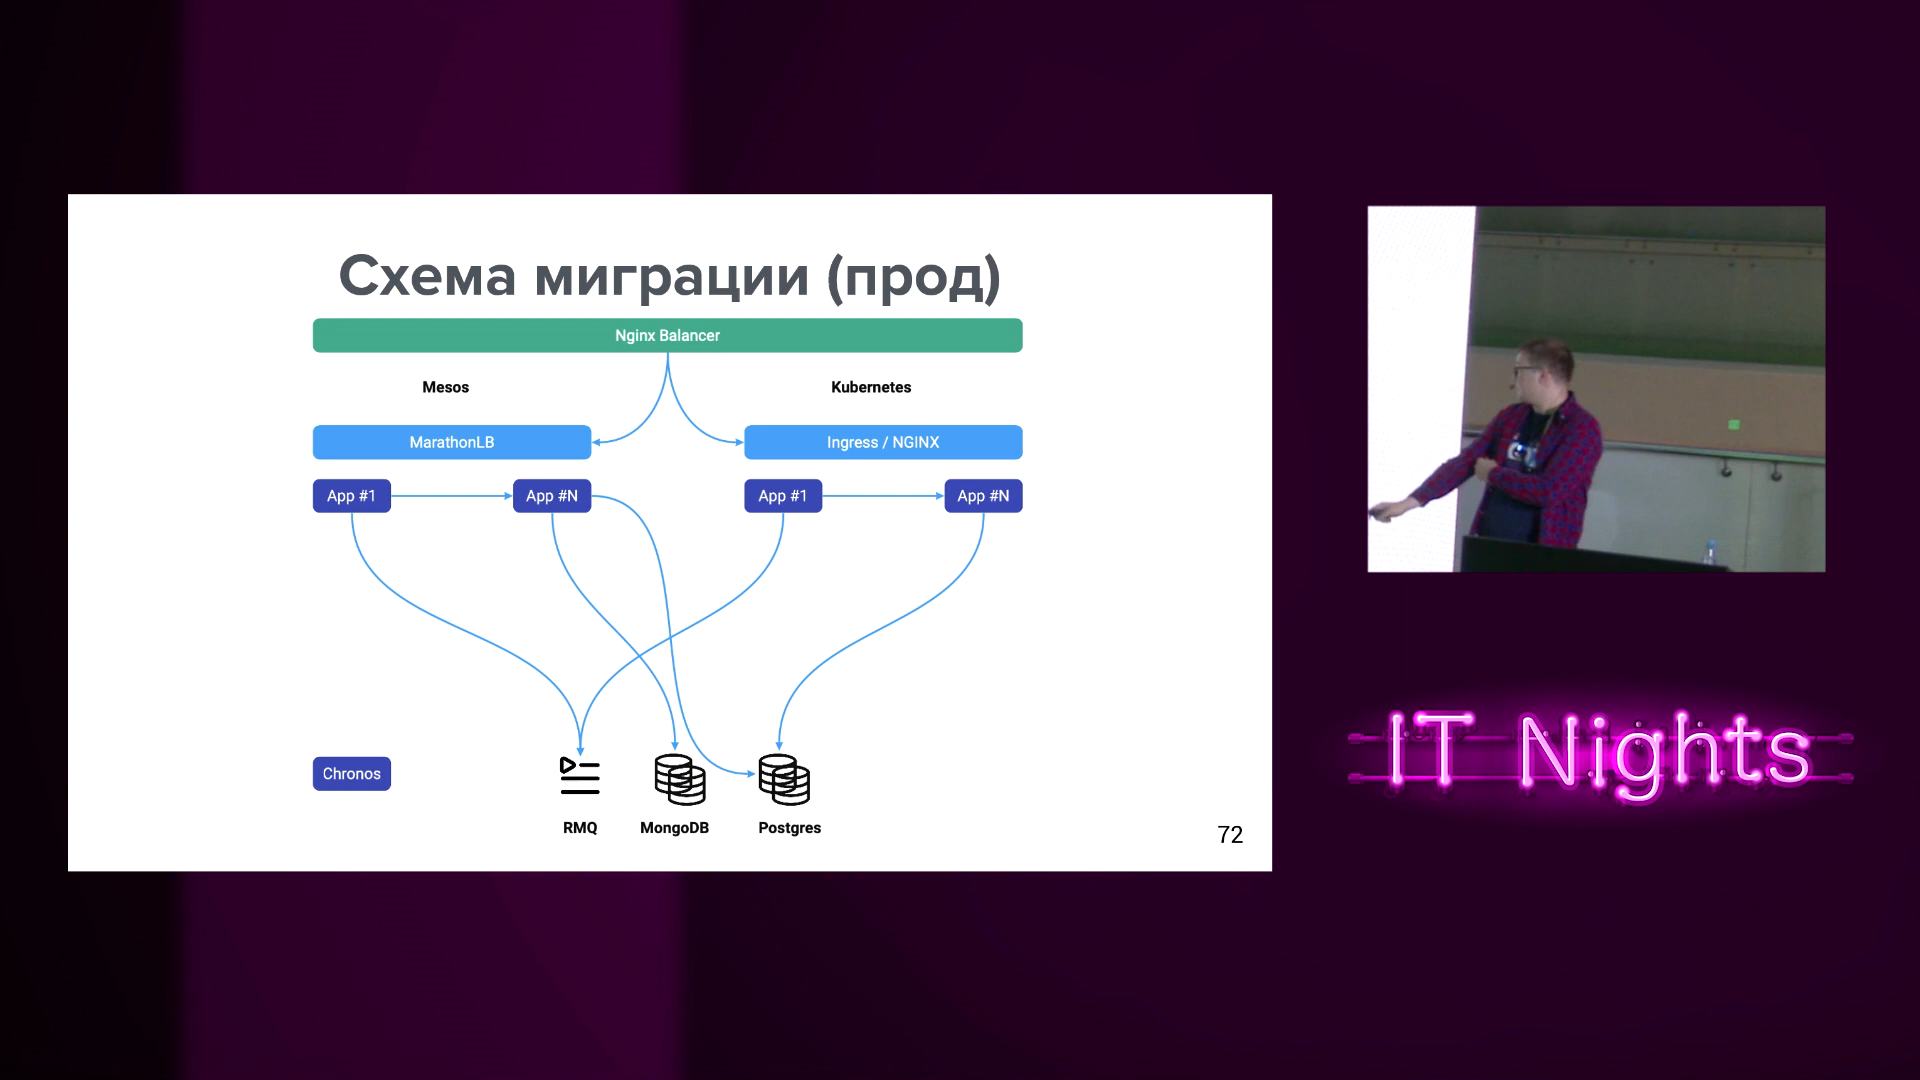 Схема миграции (прод)
Nginx Balancer
Mesos
Kubernetes
MarathonLB
Ingress / NGINX
App #1
App #N
App #1
App #N
Chronos
RMQ
MongoDB
Postgres
72
IT Nights